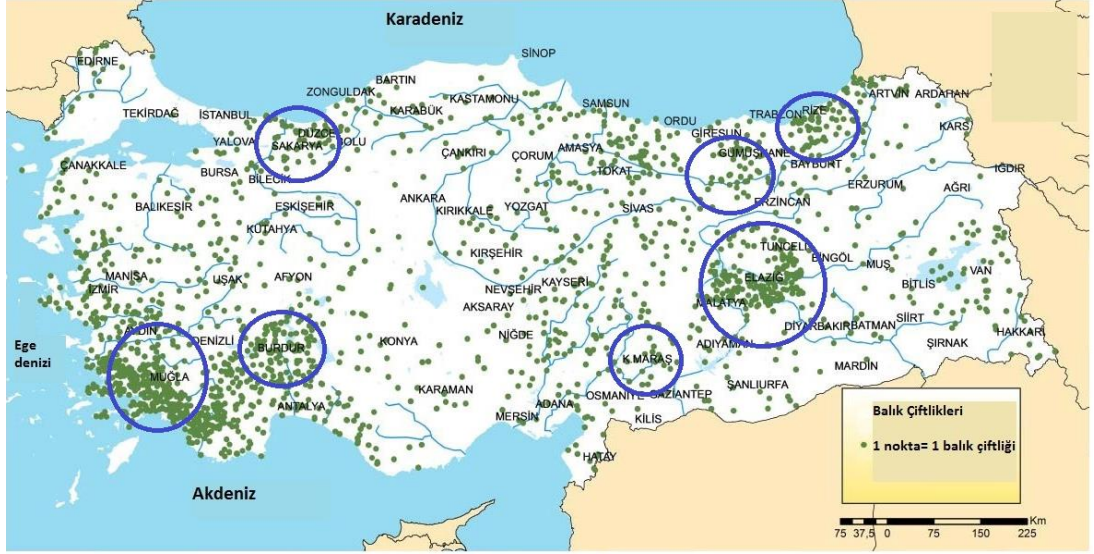 Karadeniz
SİNOP
EDİRNE
BARTIN
ZONGULDAK
KASTAMONU
KARABÜK
SAMSUN
ARTVİN
ARDAHAN
TEKİRDAĞ
İSTANBUL
TRABZON
RİZE
ORDU
KARS
DÜZCE
BOLU
GİRESUN
YALOVA
SAKARYA
ÇANKIRI
ÇORUM
AMASYA
GÜMÜŞHANE
ÇANAKKALE
BURSA
BİLECİK
BAYBURT
TOKAT
IĞDIR
ERZURUM
AĞRI
ANKARA
KIRIKKALE
YOZGAT
SİVAS
ERZİNCAN
BALIKEŞİR
ESKİŞEHİR
KÜTAHYA
TUNCELİ
KIRŞEHİR
BİNGÖL
MUŞ
MANİSA
UŞAK
AFYON
ELAZIĞ
VAN
İZMİR
NEVŞEHİR
KAYSERİ
BİTLİS
AKSARAY
MALATYA
SİİRT
AYDIN
DİYARBAKIR
BATMAN
HAKKARİ
Ege
denizi
DENİZLİ
BURDUR
KONYA
NİĞDE
ADIYAMAN
ŞIRNAK
K.MARAŞ
MARDİN
MUĞLA
KARAMAN
OSMANİYE
GAZİANTEP
ŞANLIURFA
ANTALYA
MERŞİN
ADANA
KİLİS
HATAY
Balık Çiftlikleri
1 nokta= 1 balık çiftliği
Akdeniz
Km
75 37,5 0 75 150 225